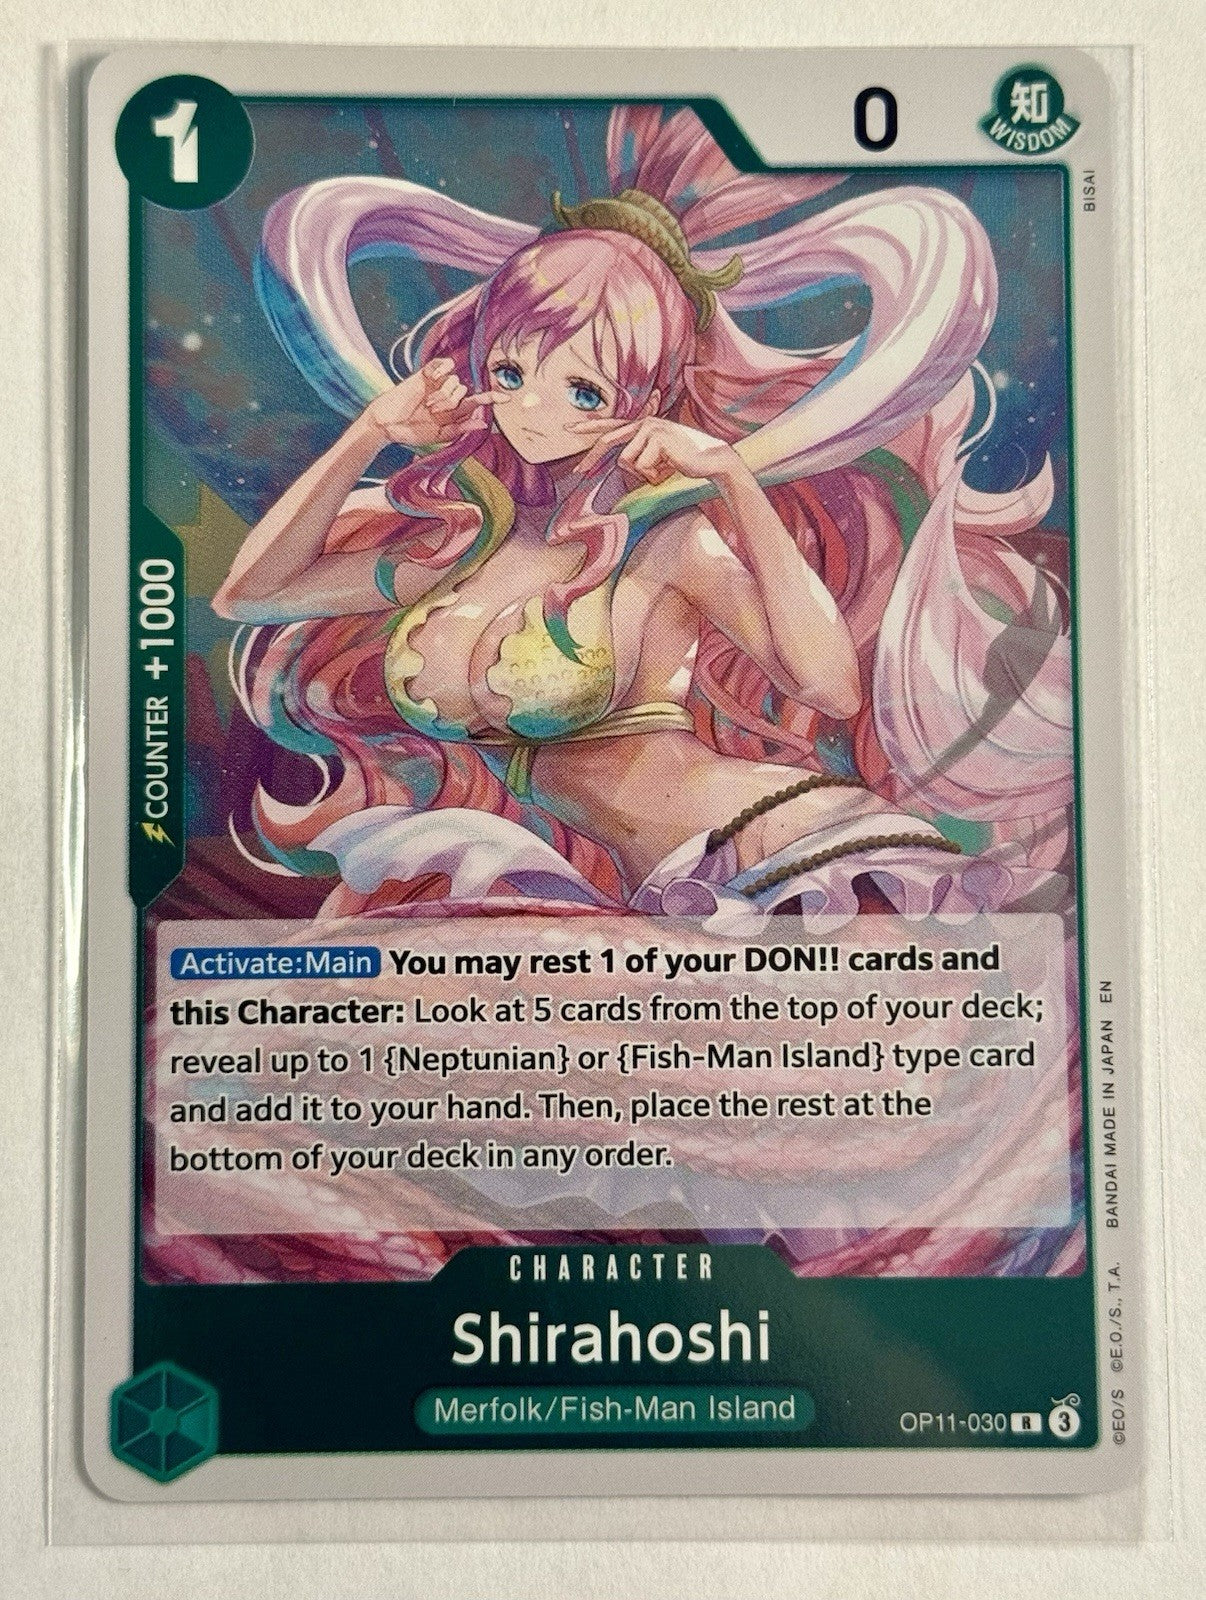 1
0
知
WISDOM
BISAI
COUNTER +1000
Activate:Main You may rest 1 of your DON!! cards and
this Character: Look at 5 cards from the top of your deck;
reveal up to 1 {Neptunian} or {Fish-Man Island} type card
and add it to your hand. Then, place the rest at the
bottom of your deck in any order.
CHARACTER
Shirahoshi
Merfolk/Fish-Man Island
OP11-030 R 3
©EO/S ©E.O./S., T.A. BANDAI MADE IN JAPAN EN